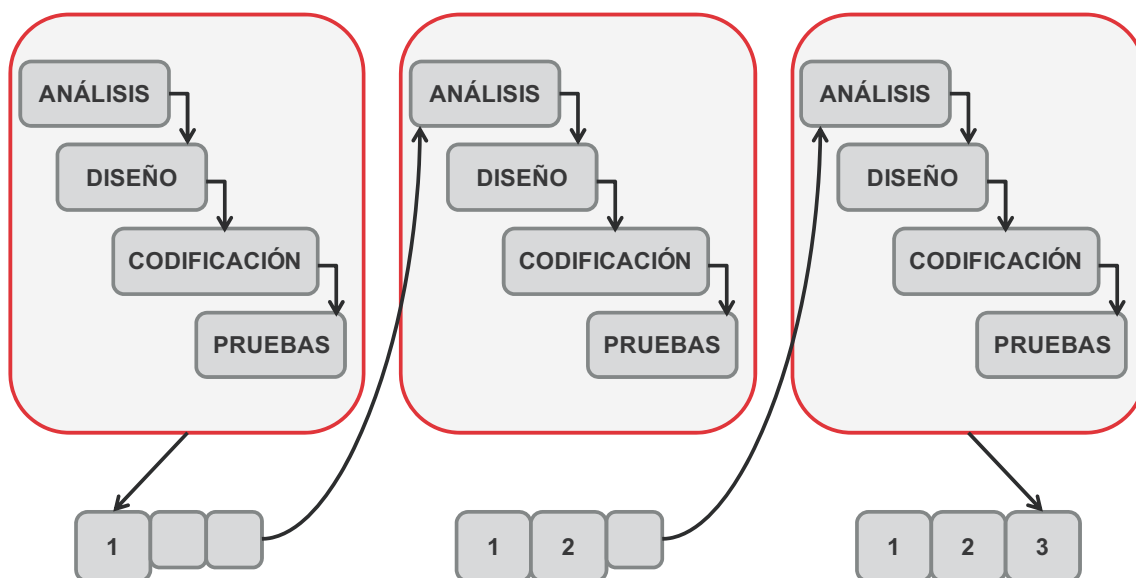 ANÁLISIS
DISEÑO
CODIFICACIÓN
PRUEBAS
ANÁLISIS
DISEÑO
CODIFICACIÓN
PRUEBAS
ANÁLISIS
DISEÑO
CODIFICACIÓN
PRUEBAS
1
1 2
1 2 3